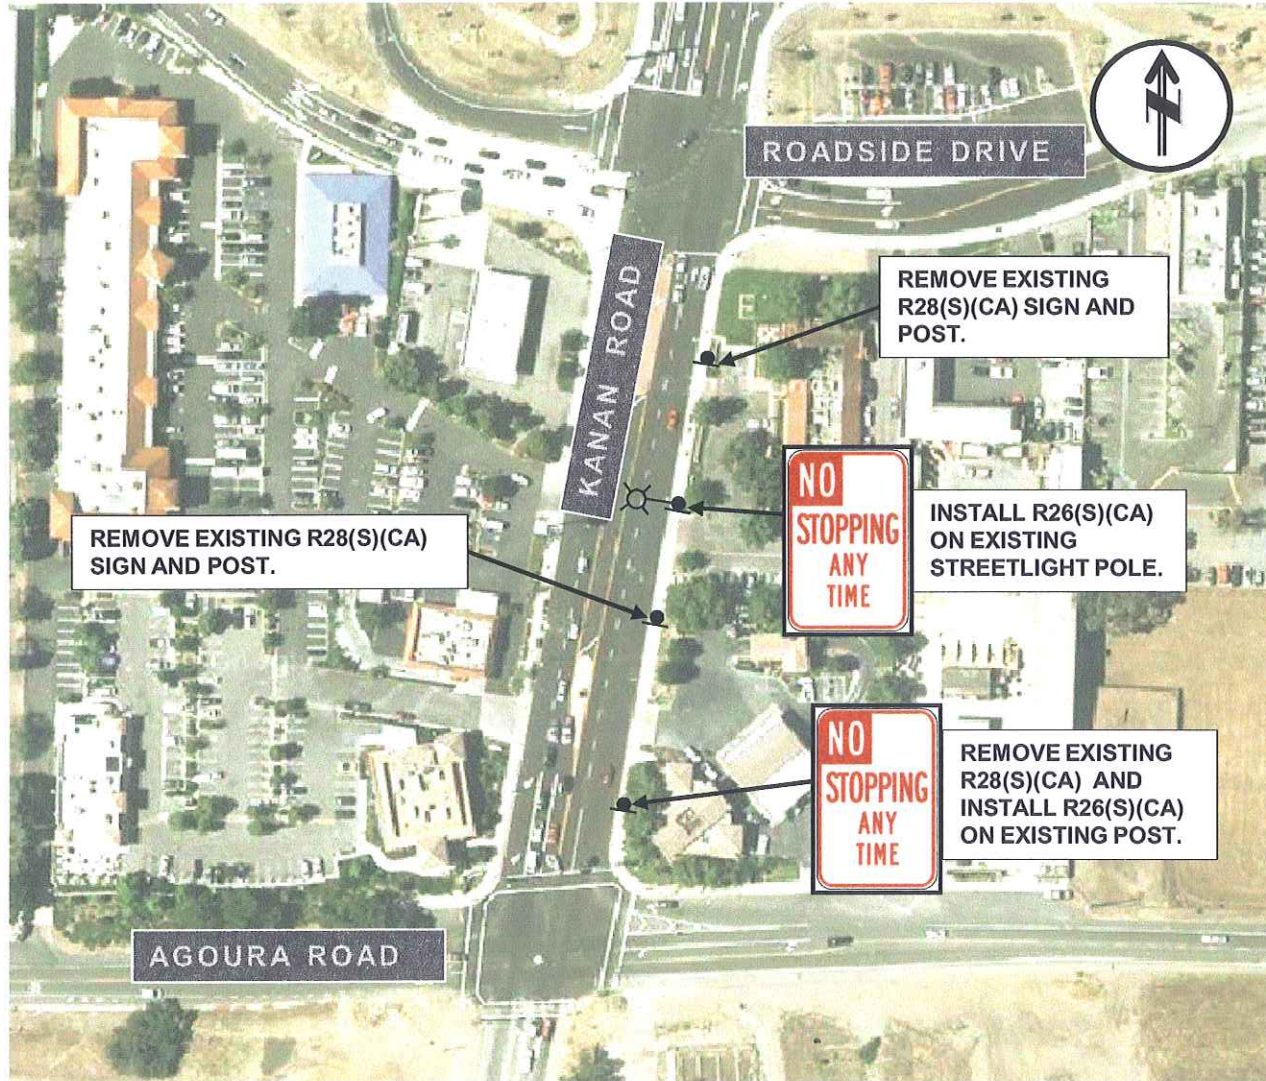 ROADSIDE DRIVE
REMOVE EXISTING
R28(S)(CA) SIGN AND
POST.
KANAN ROAD
NO
STOPPING
ANY
TIME
INSTALL R26(S)(CA)
ON EXISTING
STREETLIGHT POLE.
REMOVE EXISTING R28(S)(CA)
SIGN AND POST.
NO
STOPPING
ANY
TIME
REMOVE EXISTING
R28(S)(CA) AND
INSTALL R26(S)(CA)
ON EXISTING POST.
AGOURA ROAD